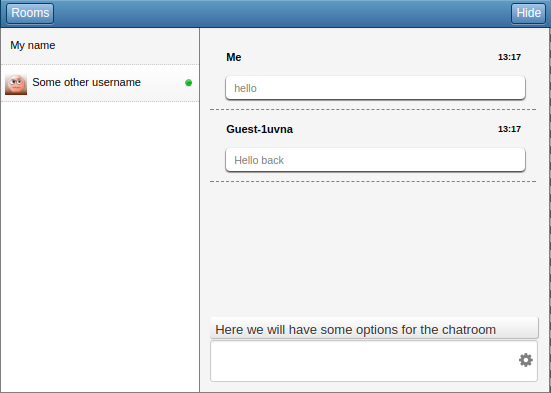 Rooms
Hide
My name
Some other username
Me
13:17
hello
Guest-1uvna
13:17
Hello back
Here we will have some options for the chatroom